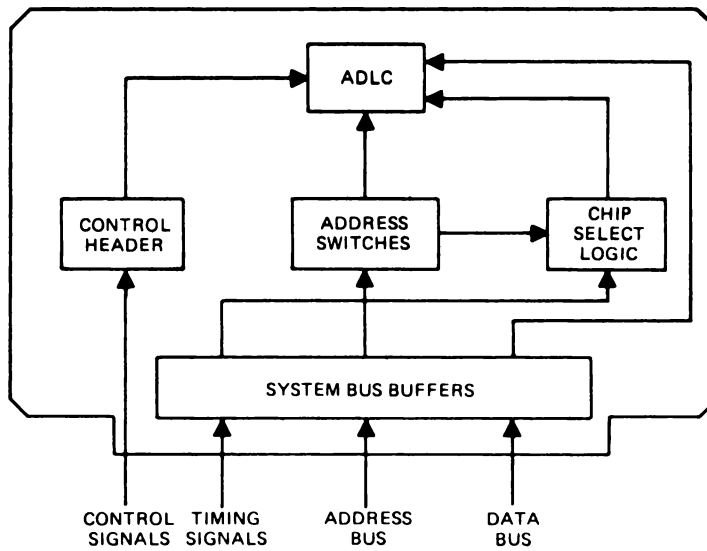 ADLC
CONTROL
HEADER
ADDRESS
SWITCHES
CHIP
SELECT
LOGIC
SYSTEM BUS BUFFERS
CONTROL
SIGNALS
TIMING
SIGNALS
ADDRESS
BUS
DATA
BUS